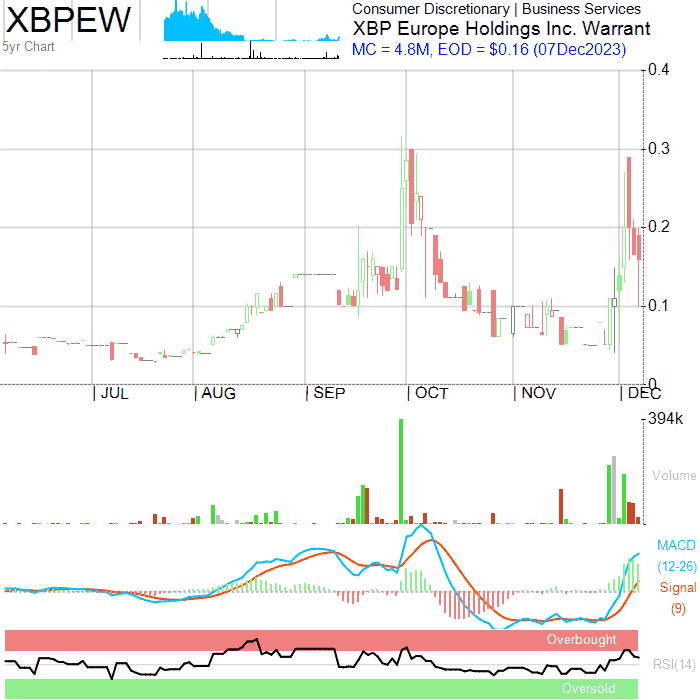 XBPEW
5yr Chart
Consumer Discretionary | Business Services
XBP Europe Holdings Inc. Warrant
MC = 4.8M, EOD = $0.16 (07Dec2023)
0.4
0.3
0.2
0.1
0
JUL AUG SEP OCT NOV DEC
394k
Volume
MACD
(12-26)
Signal
(9)
Overbought
RSI(14)
Oversold